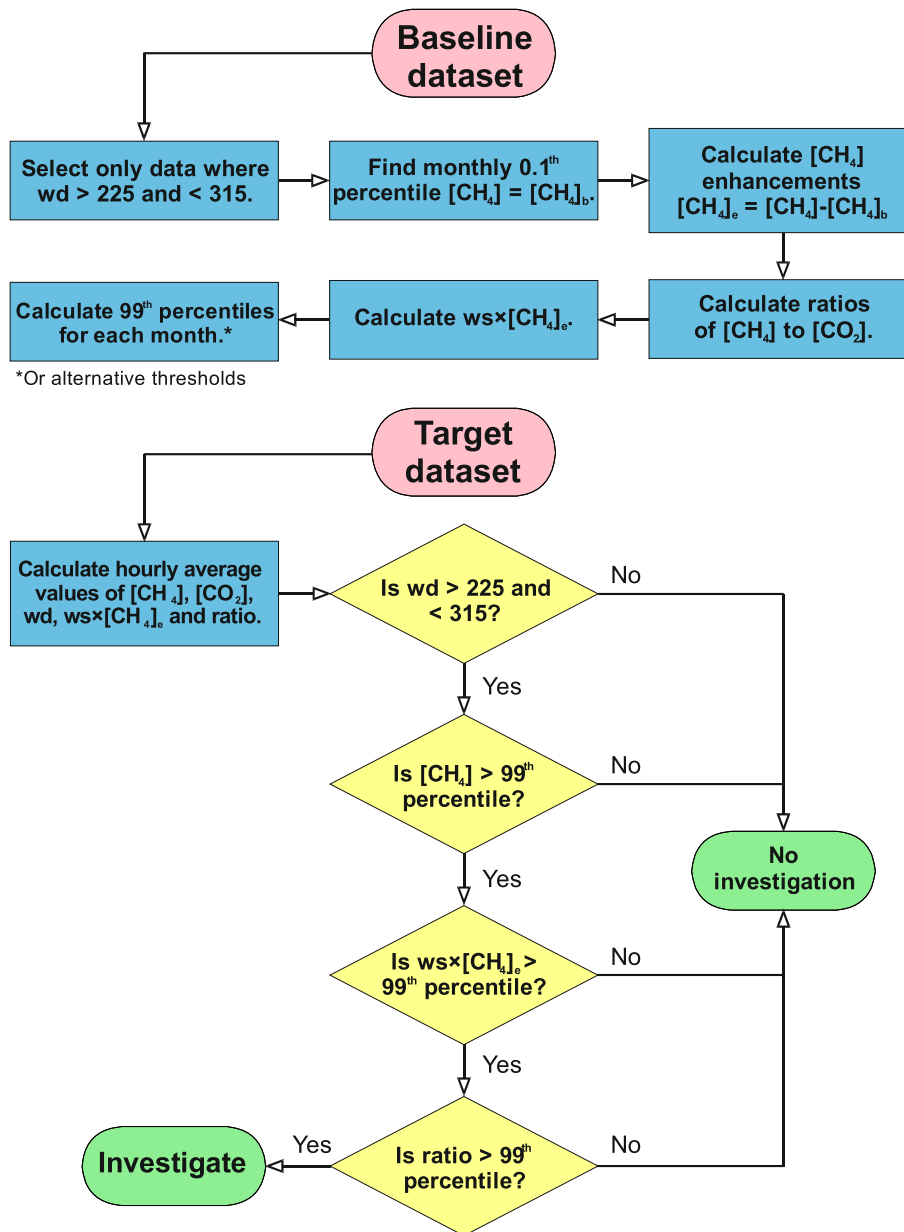 Baseline
dataset
Select only data where
wd > 225 and < 315.
Find monthly 0.1th
percentile [CH₄] = [CH₄]b.
Calculate [CH₄]
enhancements
[CH₄]e = [CH₄]-[CH₄]b
Calculate ratios
of [CH₄] to [CO₂].
Calculate ws×[CH₄]e.
Calculate 99th percentiles
for each month.*
*Or alternative thresholds
Target
dataset
Calculate hourly average
values of [CH₄], [CO₂],
wd, ws×[CH₄]e and ratio.
Is wd > 225 and
< 315?
No
Yes
Is [CH₄] > 99th
percentile?
No
Yes
No
investigation
Is ws×[CH₄]e >
99th percentile?
No
Yes
Is ratio > 99th
percentile?
No
Yes
Investigate